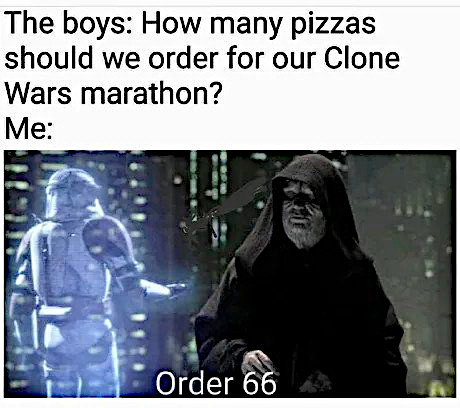 The boys: How many pizzas
should we order for our Clone
Wars marathon?
Me:
Order 66